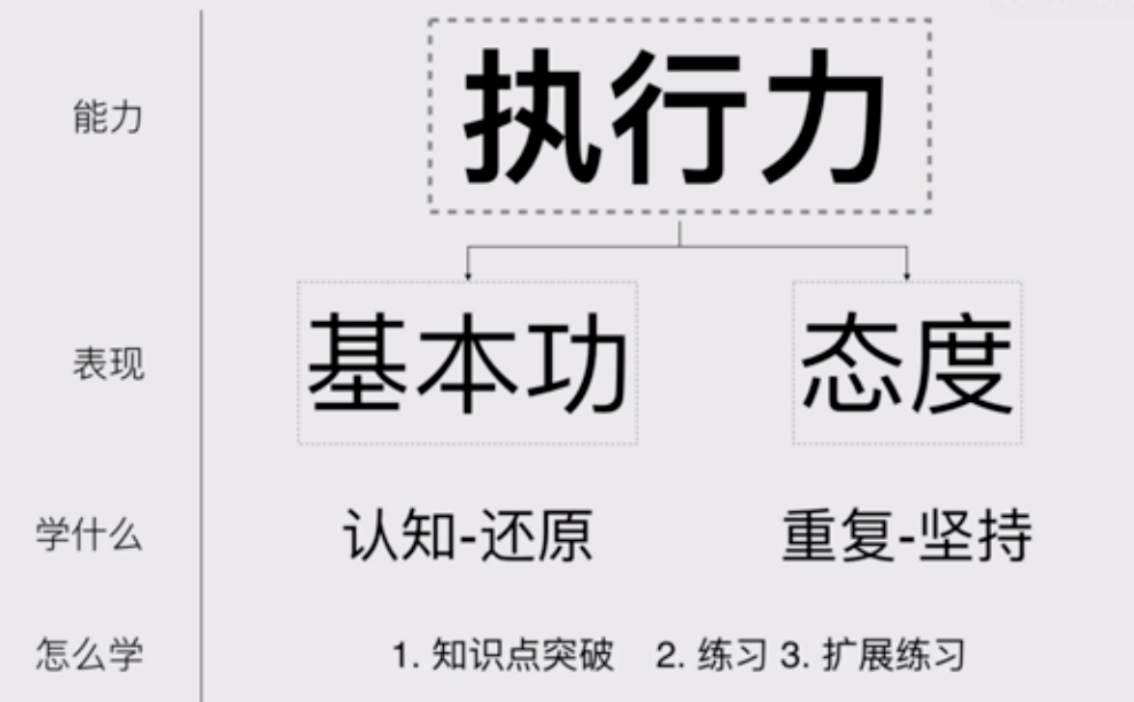 能力 执行力
表现 基本功 态度
学什么 认知-还原 重复-坚持
怎么学 1. 知识点突破 2. 练习 3. 扩展练习